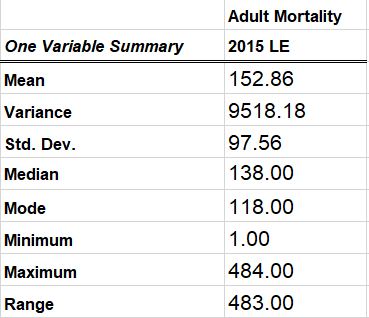 Adult Mortality
One Variable Summary 2015 LE
Mean 152.86
Variance 9518.18
Std. Dev. 97.56
Median 138.00
Mode 118.00
Minimum 1.00
Maximum 484.00
Range 483.00